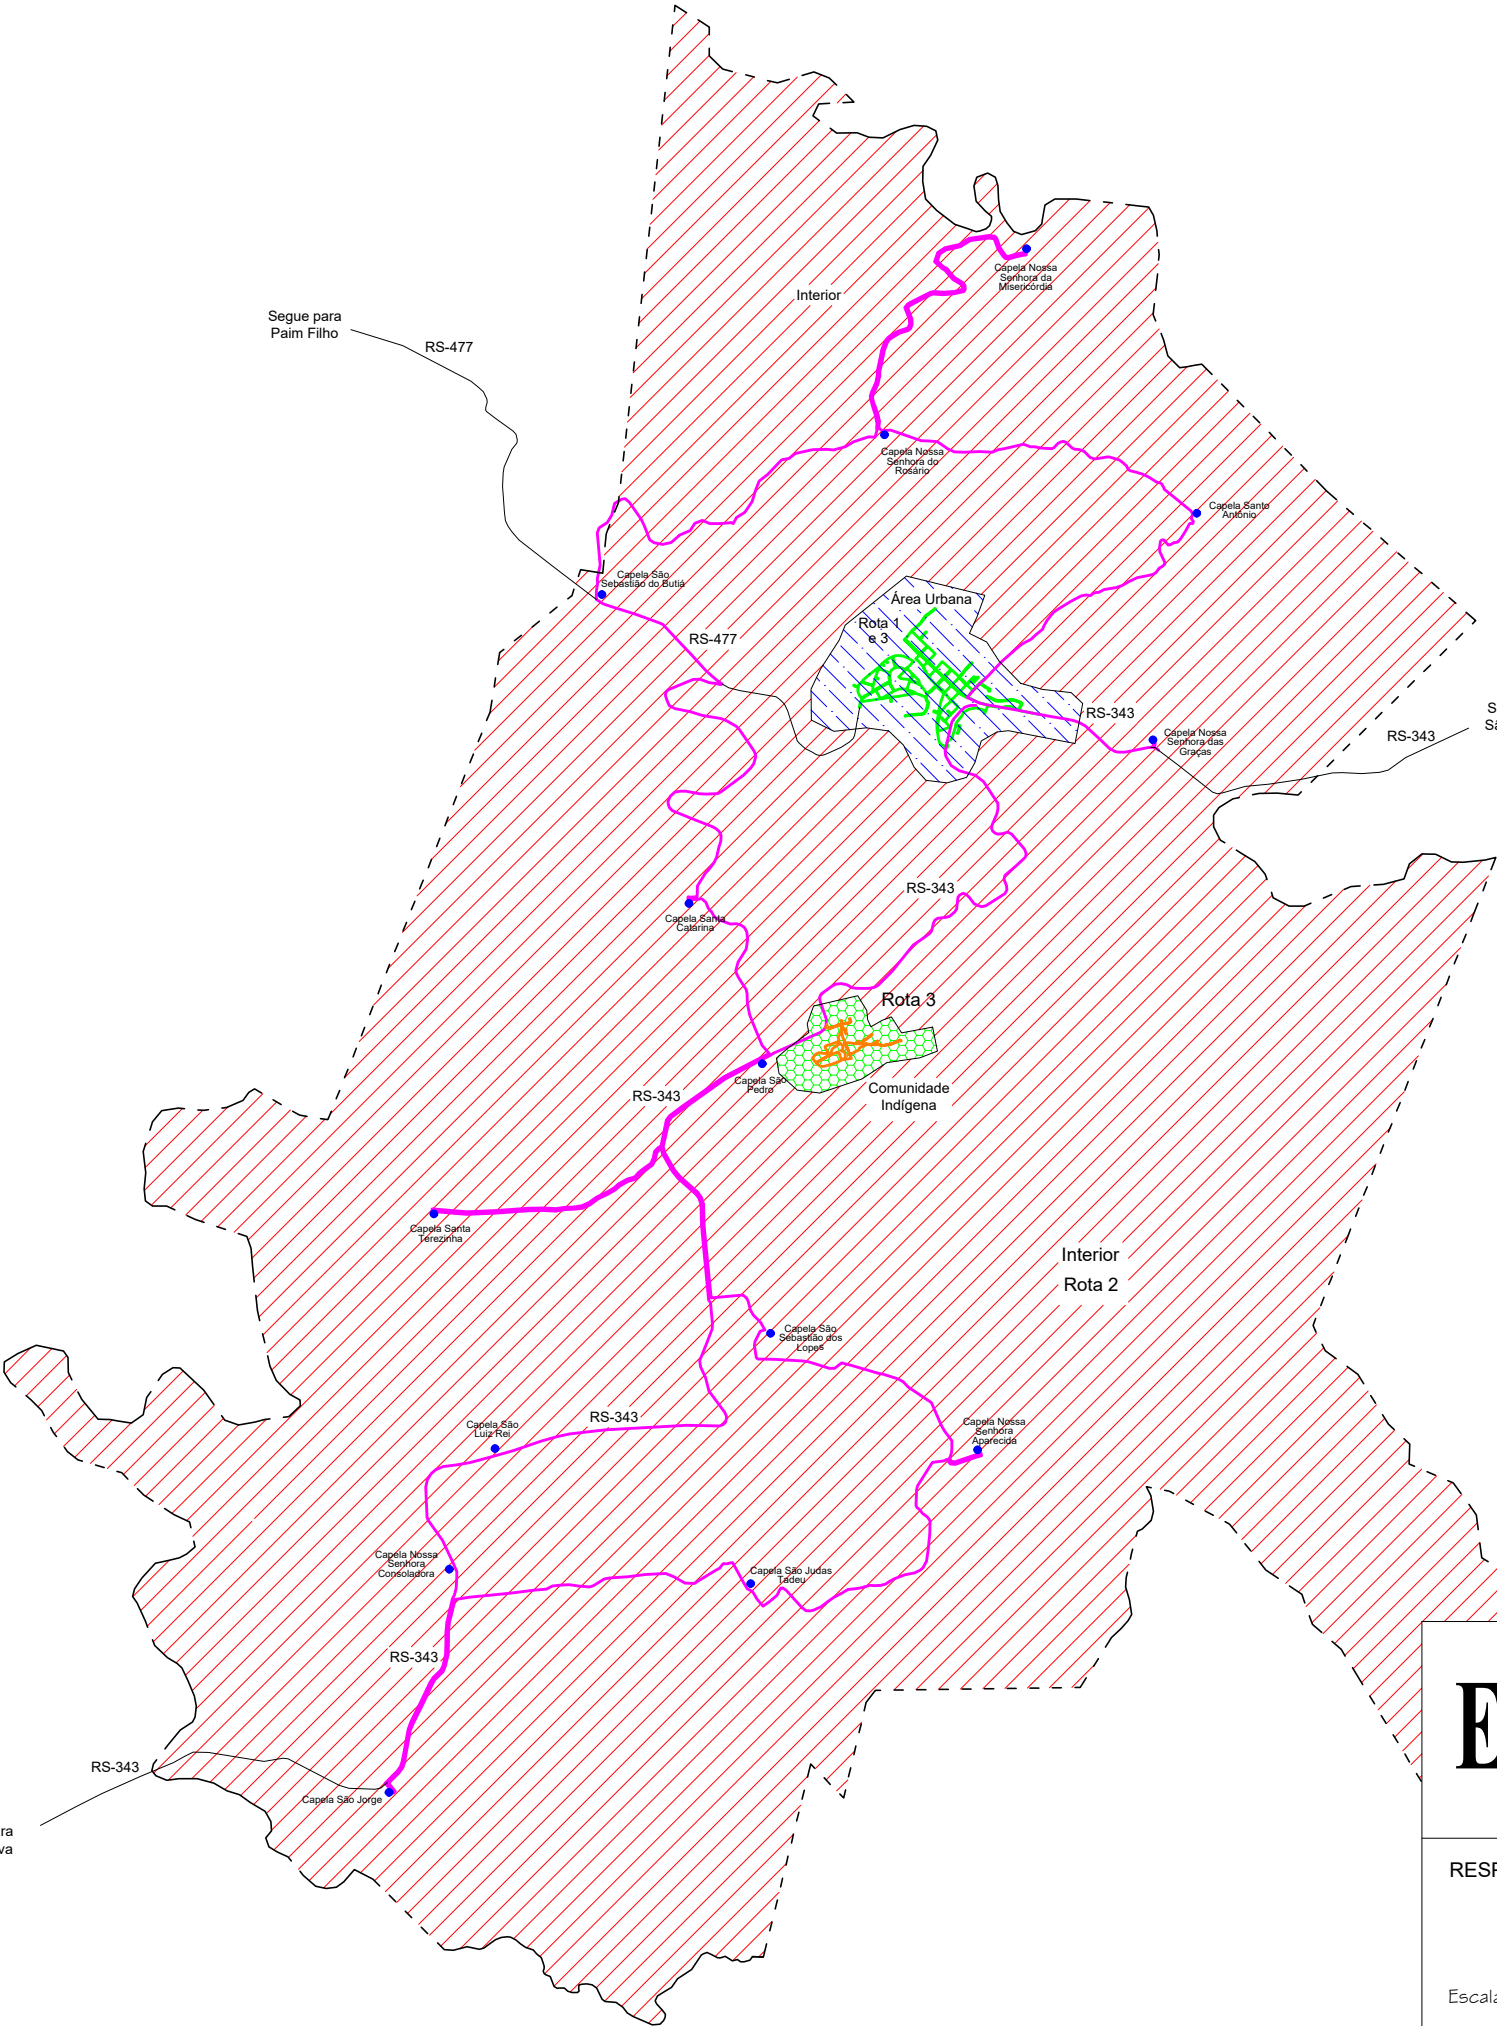 Capela Nossa
Senhora da
Misericórdia
Interior
Segue para
Paim Filho
RS-477
Capela Nossa
Senhora do
Rosário
Capela Santo
Antônio
Capela São
Sebastião do Butiá
Área Urbana
Rota 1
e 3
RS-477
RS-343
S
Sã
RS-343
Capela Nossa
Senhora das
Graças
RS-343
Capela Santa
Catarina
Rota 3
Capela São
Pedro
RS-343
Comunidade
Indígena
Capela Santa
Terezinha
Interior
Rota 2
Capela São
Sebastião dos
Lopes
RS-343
Capela São
Luiz Rei
Capela Nossa
Senhora
Aparecida
Capela Nossa
Senhora
Consoladora
Capela São Judas
Tadeu
RS-343
E
RS-343
Capela São Jorge
ra
va
RESP
Escala